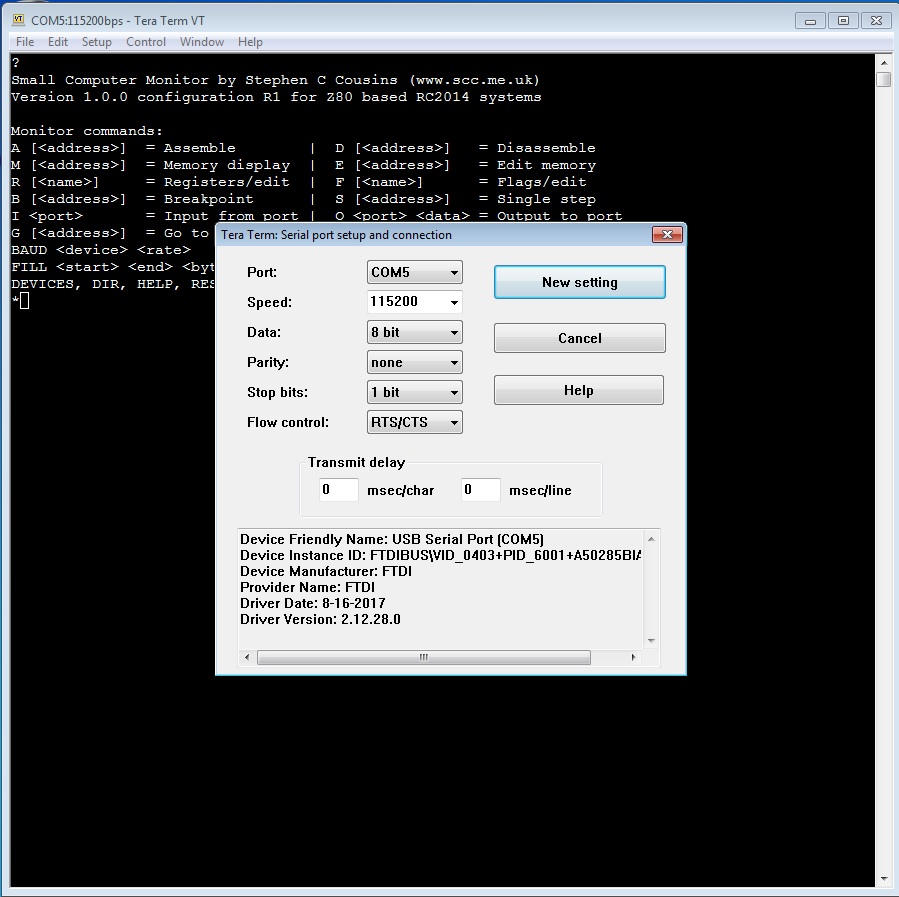 COM5:115200bps - Tera Term VT
File Edit Setup Control Window Help
?
Small Computer Monitor by Stephen C Cousins (www.scc.me.uk)
Version 1.0.0 configuration R1 for Z80 based RC2014 systems
Monitor commands:
A [<address>] = Assemble | D [<address>] = Disassemble
M [<address>] = Memory display | E [<address>] = Edit memory
R [<name>] = Registers/edit | F [<name>] = Flags/edit
B [<address>] = Breakpoint | S [<address>] = Single step
I <port> = Input from port | O <port> <data> = Output to port
G [<address>] = Go to
BAUD <device> <rate>
FILL <start> <end> <byt
DEVICES, DIR, HELP, RES
*
Tera Term: Serial port setup and connection
Port: COM5 New setting
Speed: 115200
Data: 8 bit Cancel
Parity: none
Stop bits: 1 bit Help
Flow control: RTS/CTS
Transmit delay
0 msec/char 0 msec/line
Device Friendly Name: USB Serial Port (COM5)
Device Instance ID: FTDIBUS\VID_0403+PID_6001+A50285BIA
Device Manufacturer: FTDI
Provider Name: FTDI
Driver Date: 8-16-2017
Driver Version: 2.12.28.0